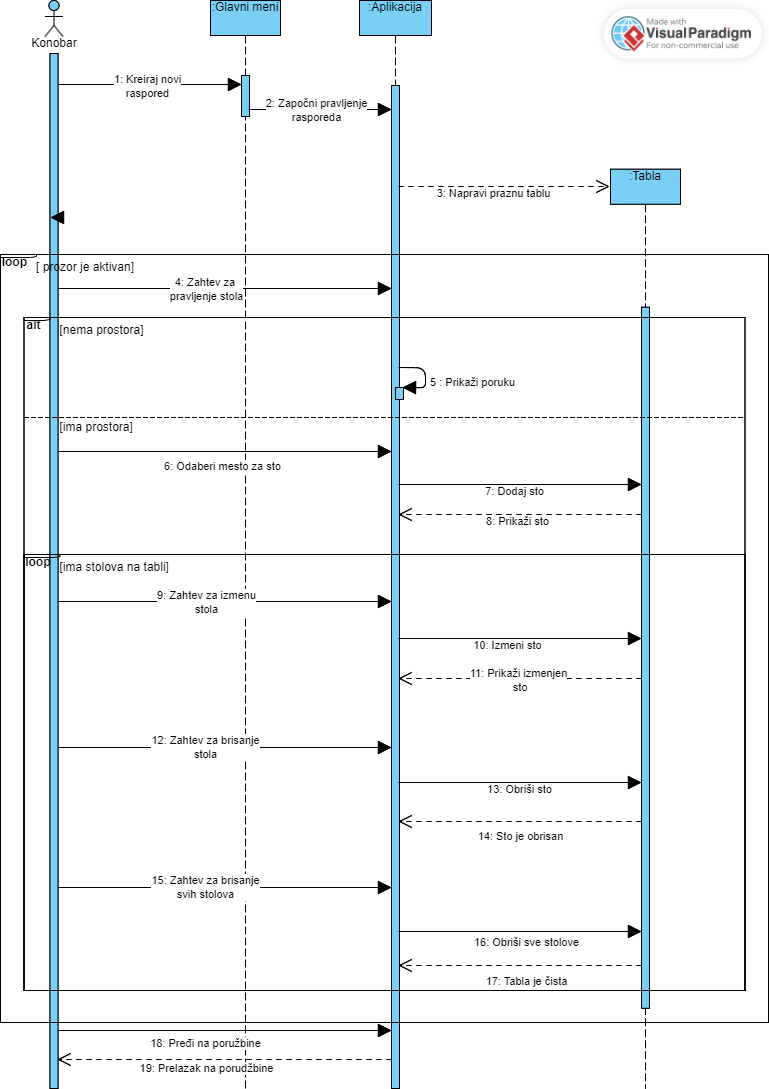 :Glavni meni
:Aplikacija
Made with
VisualParadigm
For non-commercial use
Konobar
1: Kreiraj novi
raspored
2: Započni pravljenje
rasporeda
:Tabla
3: Napravi praznu tablu
loop
[ prozor je aktivan]
4: Zahtev za
pravljenje stola
alt
[nema prostora]
5 : Prikaži poruku
[ima prostora]
6: Odaberi mesto za sto
7: Dodaj sto
8: Prikaži sto
loop
[ima stolova na tabli]
9: Zahtev za izmenu
stola
10: Izmeni sto
11: Prikaži izmenjen
sto
12: Zahtev za brisanje
stola
13: Obriši sto
14: Sto je obrisan
15: Zahtev za brisanje
svih stolova
16: Obriši sve stolove
17: Tabla je čista
18: Pređi na poružbine
19: Prelazak na porudžbine